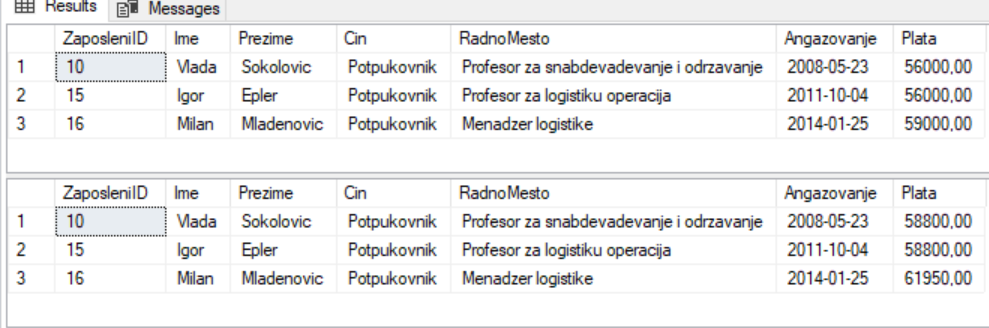 Results Messages
ZaposleniID Ime Prezime Cin RadnoMesto Angazovanje Plata
1 10 Vlada Sokolovic Potpukovnik Profesor za snabdevadevanje i odrzavanje 2008-05-23 56000,00
2 15 Igor Epler Potpukovnik Profesor za logistiku operacija 2011-10-04 56000,00
3 16 Milan Mladenovic Potpukovnik Menadzer logistike 2014-01-25 59000,00
ZaposleniID Ime Prezime Cin RadnoMesto Angazovanje Plata
1 10 Vlada Sokolovic Potpukovnik Profesor za snabdevadevanje i odrzavanje 2008-05-23 58800,00
2 15 Igor Epler Potpukovnik Profesor za logistiku operacija 2011-10-04 58800,00
3 16 Milan Mladenovic Potpukovnik Menadzer logistike 2014-01-25 61950,00